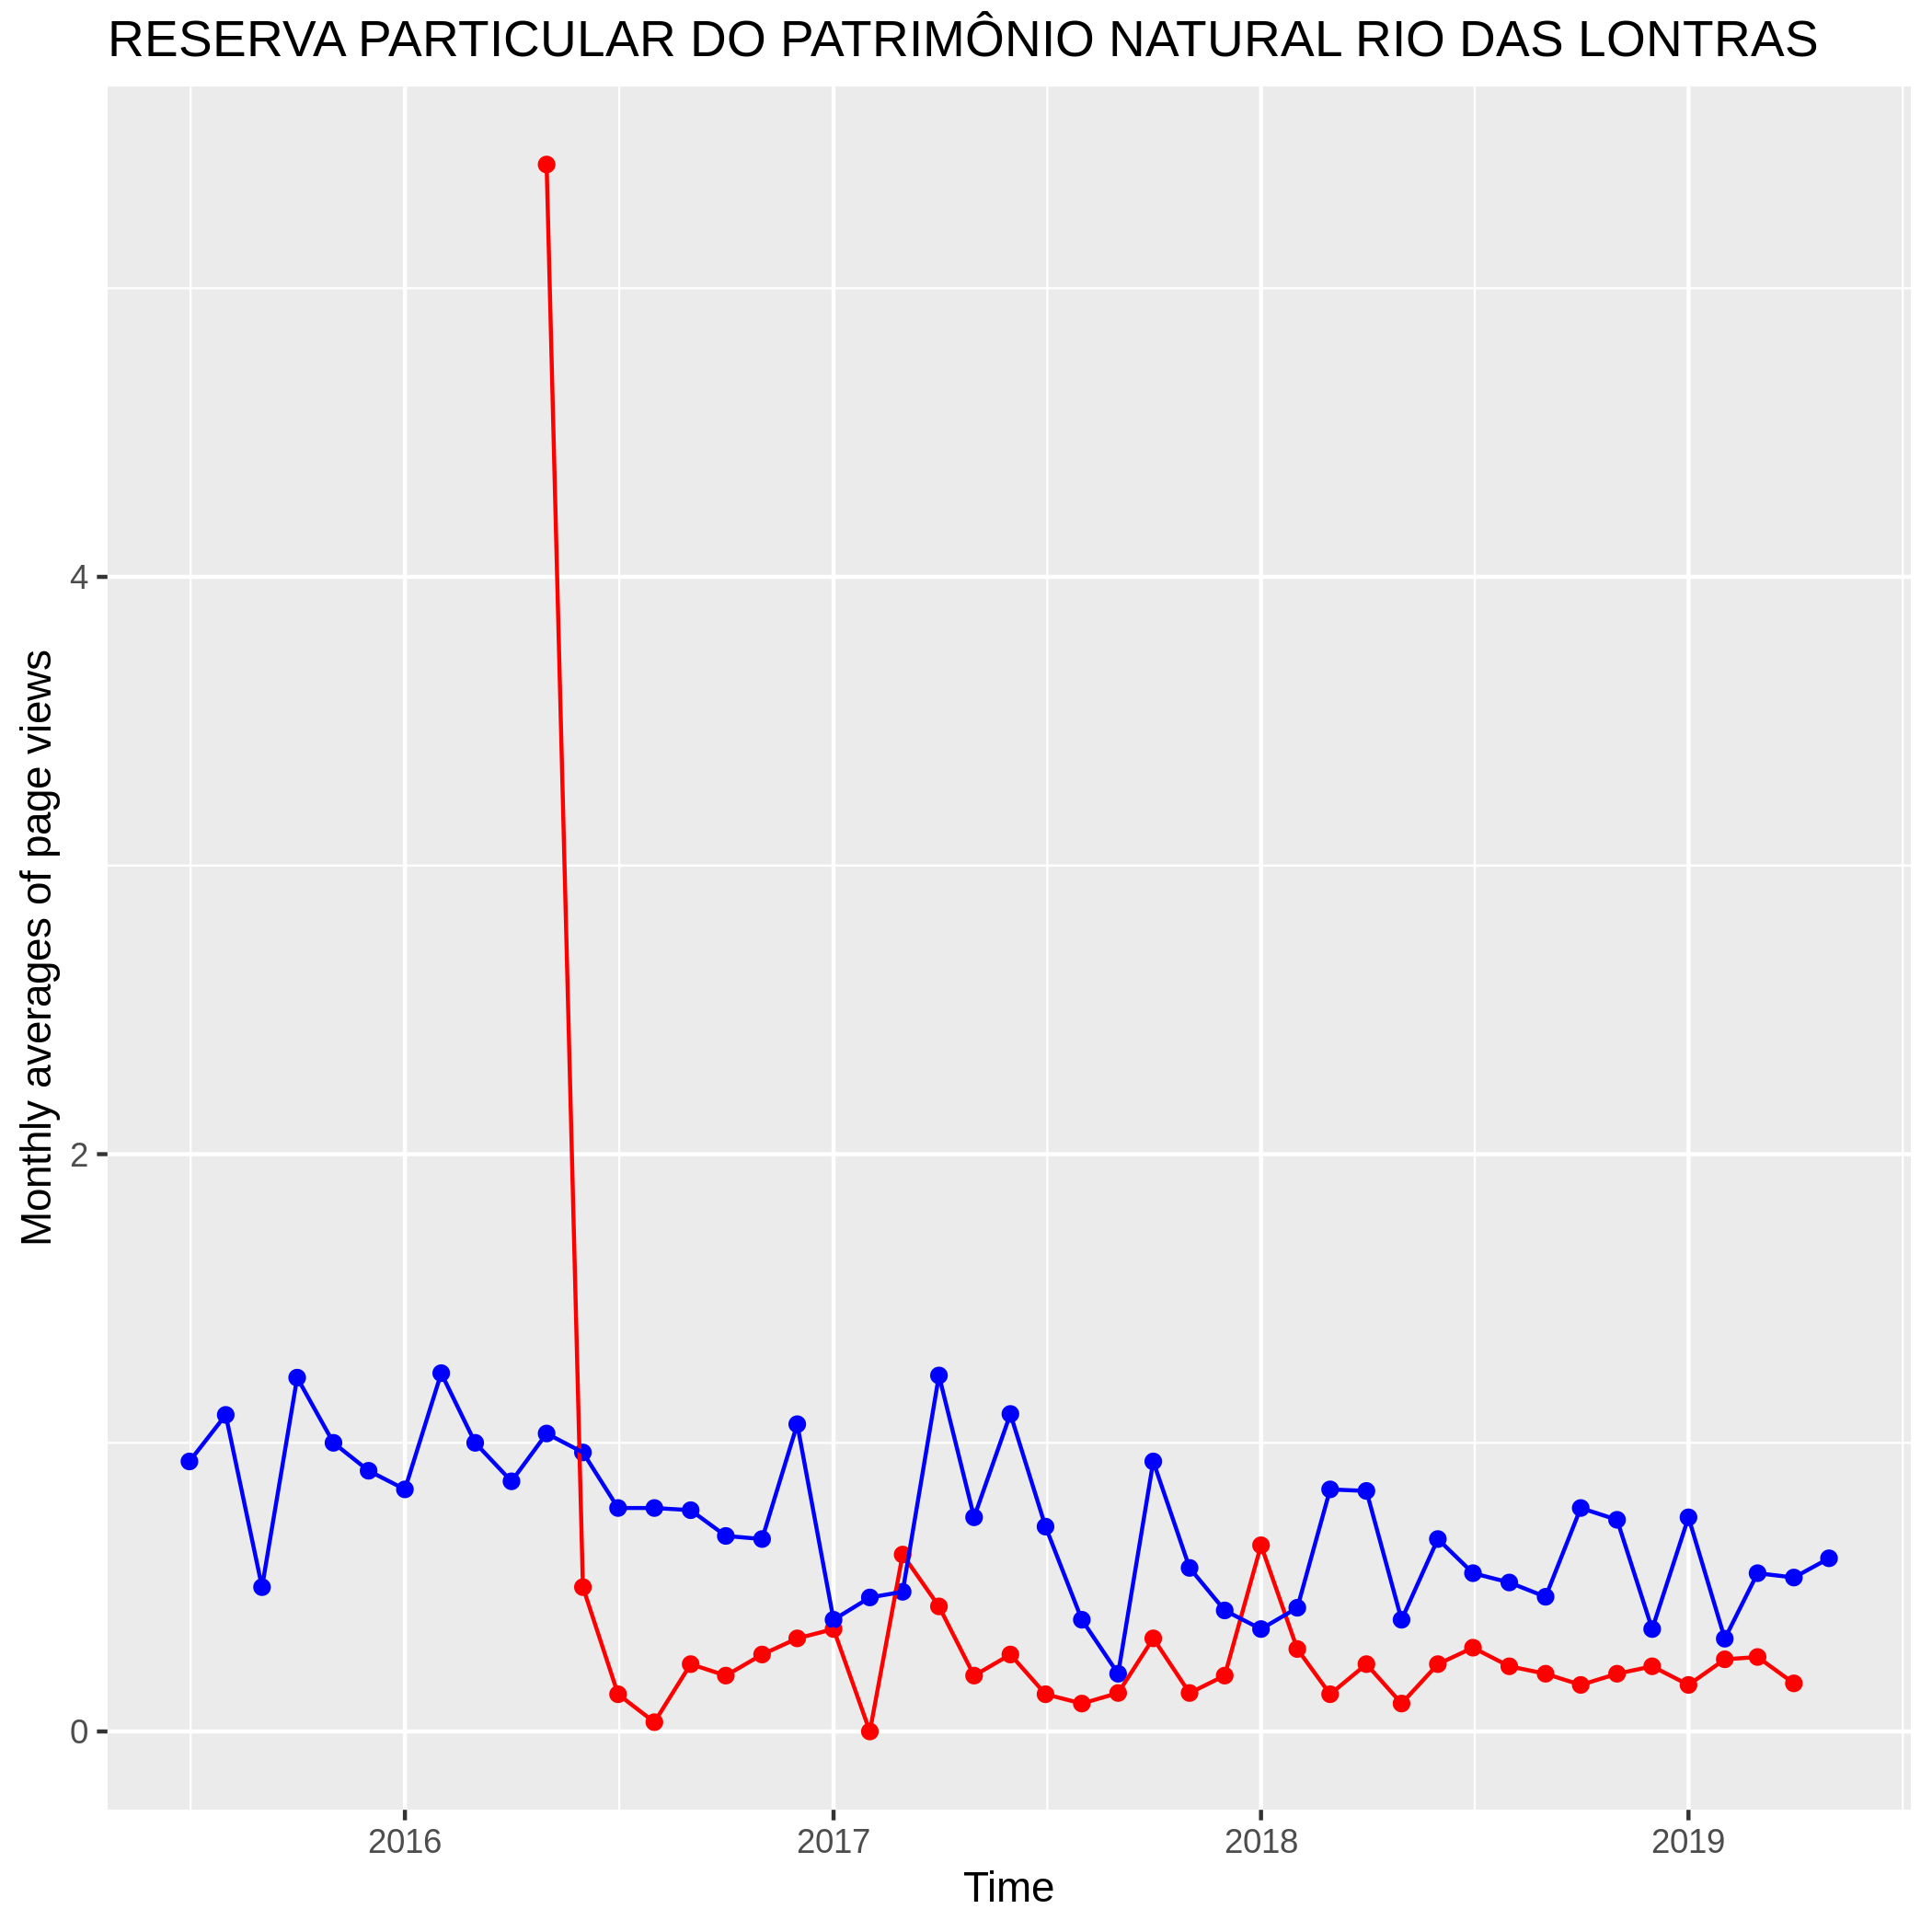 RESERVA PARTICULAR DO PATRIMÔNIO NATURAL RIO DAS LONTRAS
Monthly averages of page views
4
2
0
2016
2017
2018
2019
Time